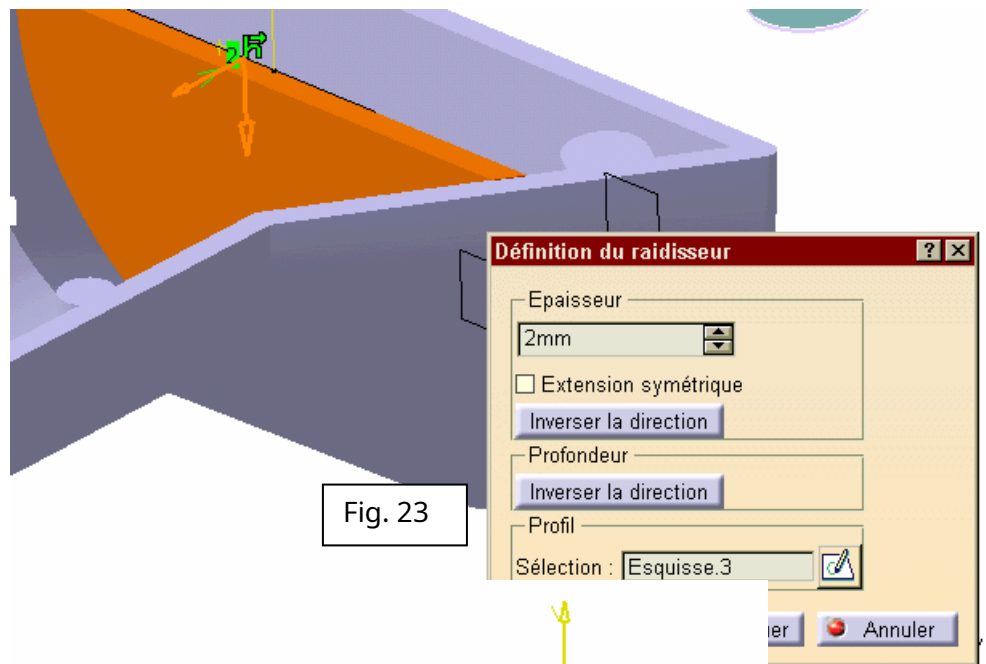 2
Définition du raidisseur
Epaisseur
2mm
Extension symétrique
Inverser la direction
Profondeur
Inverser la direction
Profil
Sélection : Esquisse.3
Annuler
Fig. 23